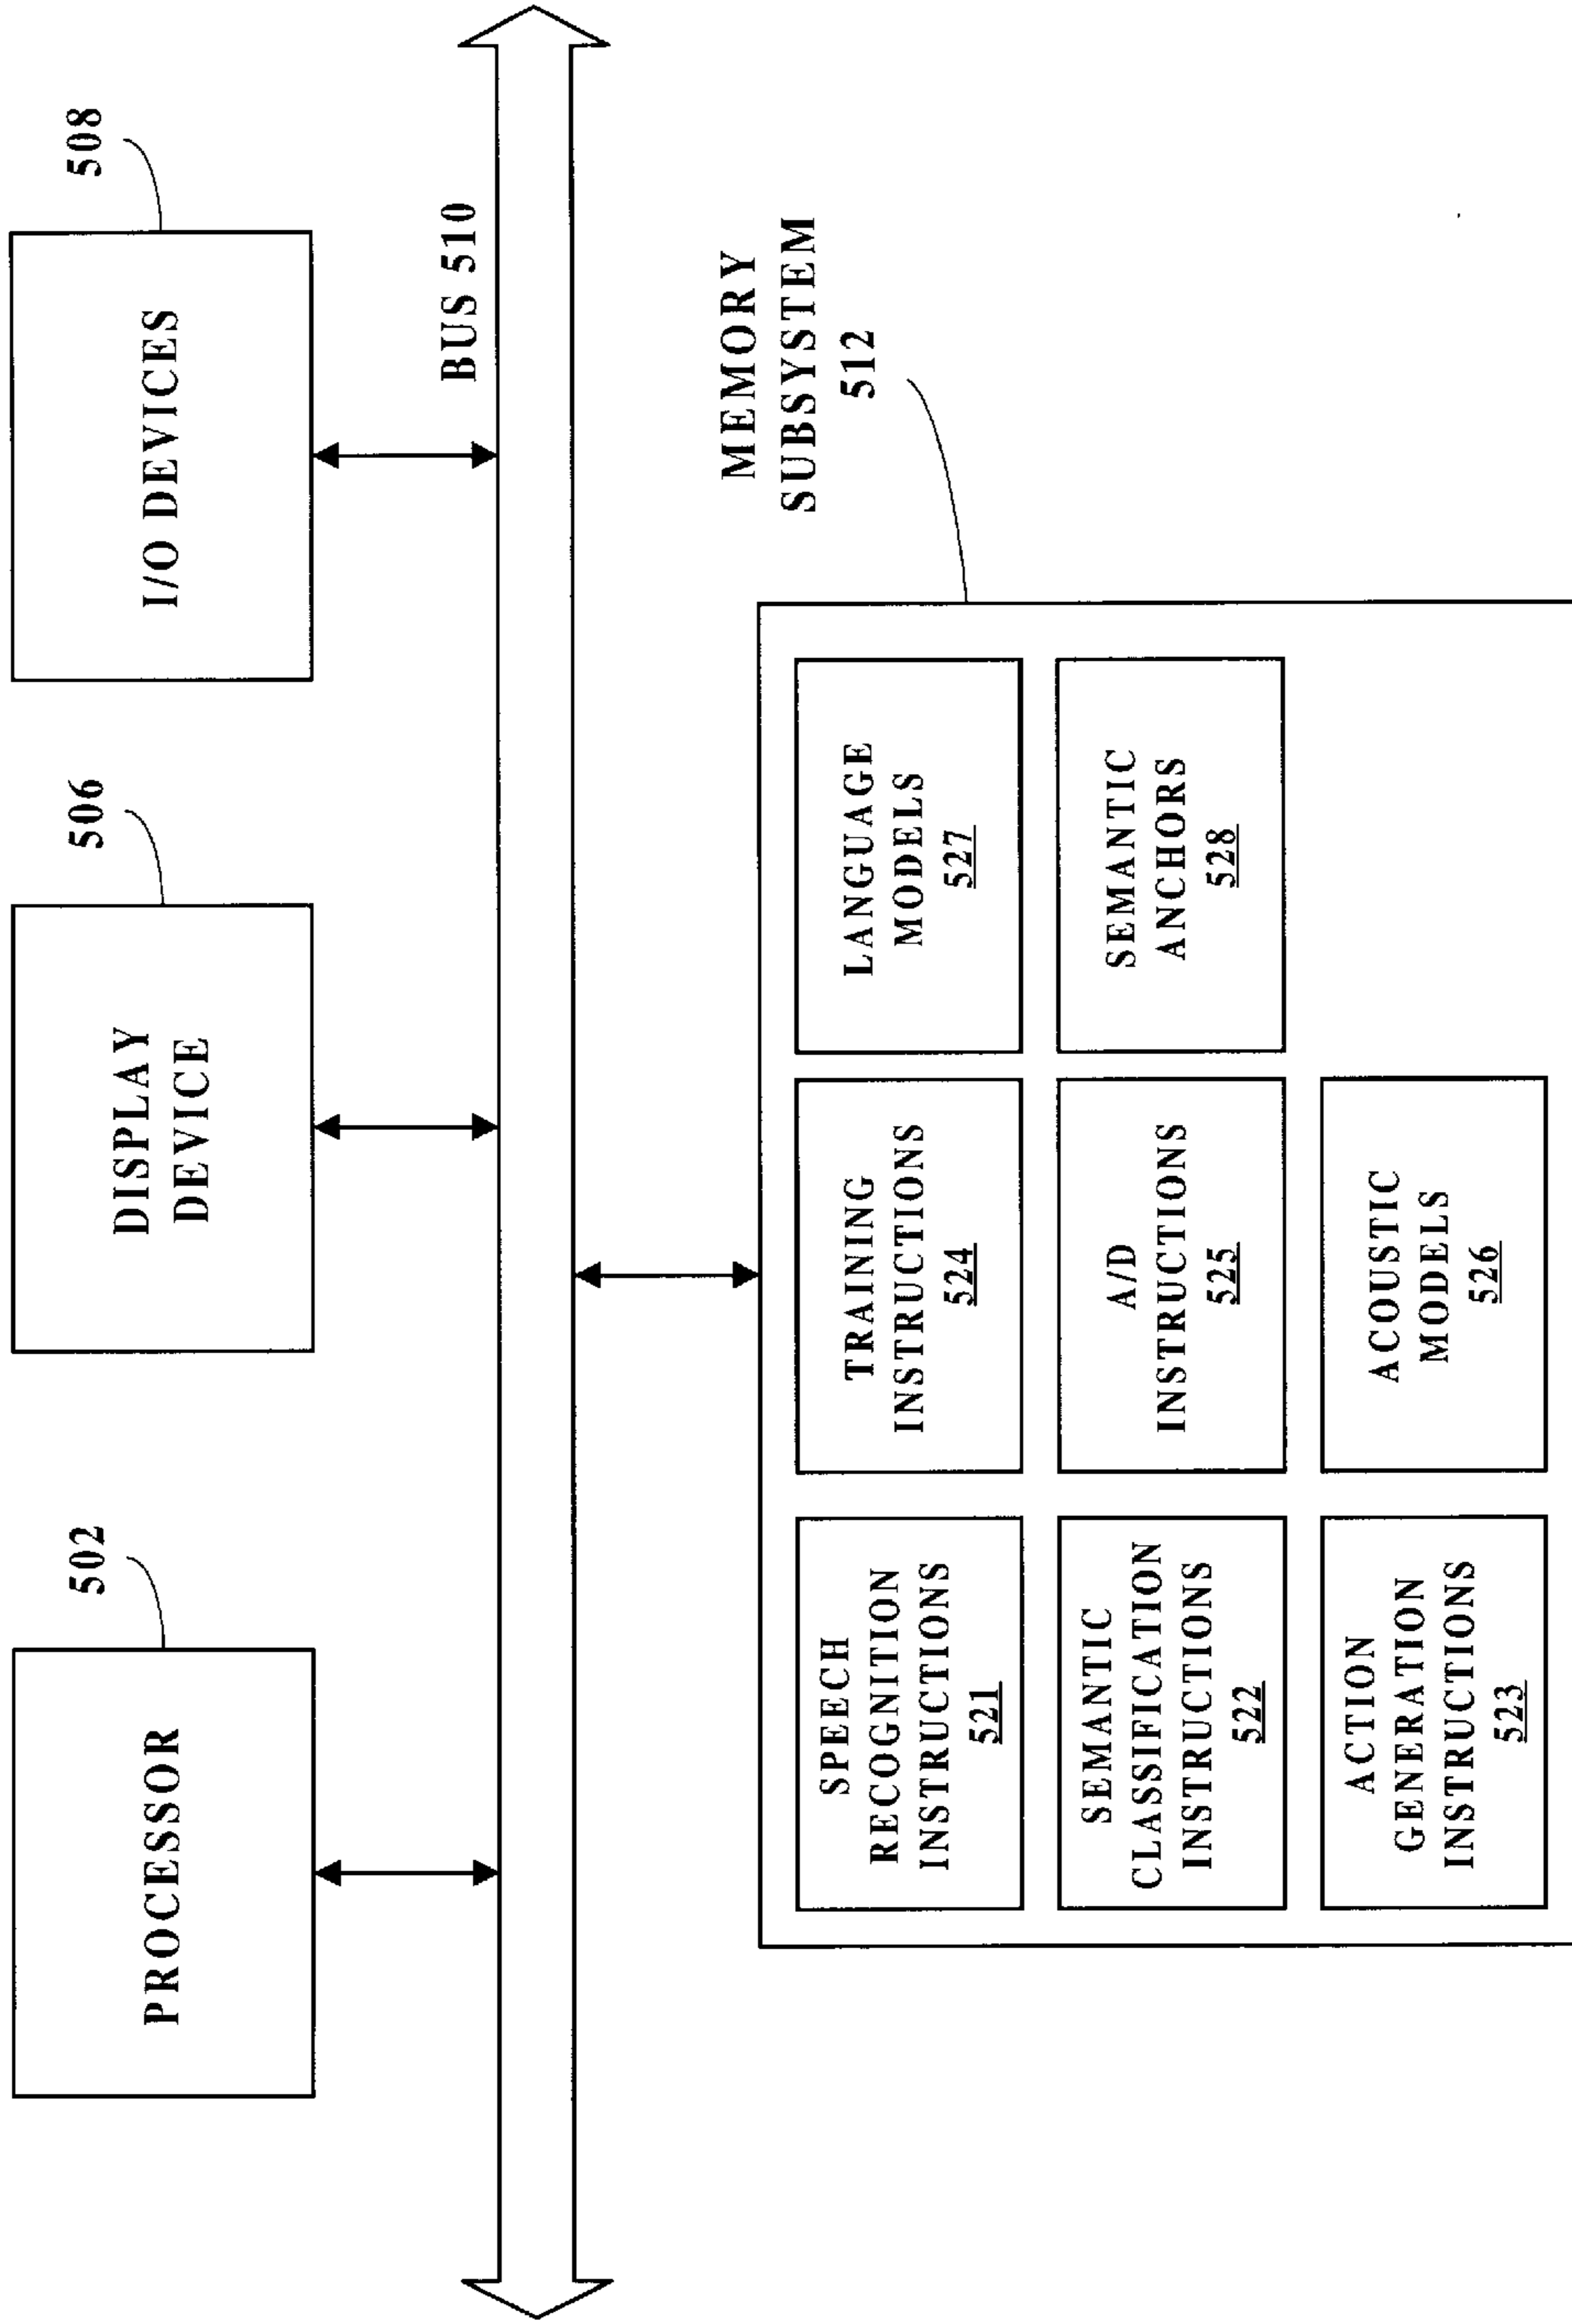 502
PROCESSOR
506
DISPLAY
DEVICE
508
I/O DEVICES
BUS 510
MEMORY
SUBSYSTEM
512
SPEECH
RECOGNITION
INSTRUCTIONS
521
TRAINING
INSTRUCTIONS
524
LANGUAGE
MODELS
527
SEMANTIC
CLASSIFICATION
INSTRUCTIONS
522
A/D
INSTRUCTIONS
525
SEMANTIC
ANCHORS
528
ACTION
GENERATION
INSTRUCTIONS
523
ACOUSTIC
MODELS
526